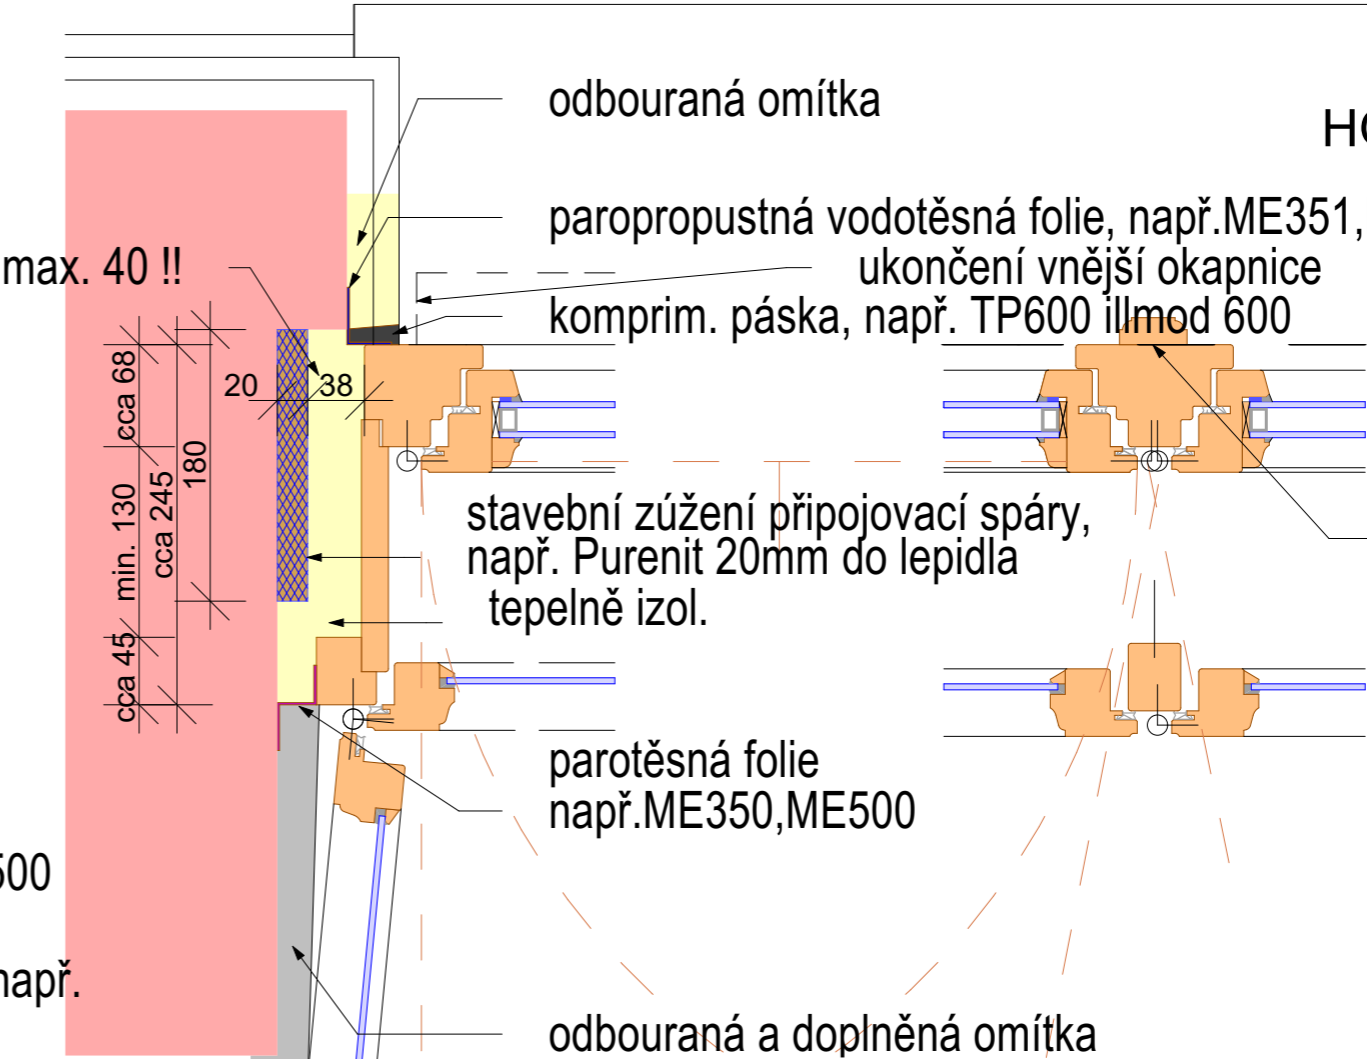 odbouraná omítka
HO
paropropustná vodotěsná folie, např.ME351,
max. 40 !!
ukončení vnější okapnice
komprim. páska, např. TP600 illmod 600
cca 68
20
38
180
cca 245
min. 130
stavební zúžení připojovací spáry,
např. Purenit 20mm do lepidla
tepelně izol.
cca 45
parotěsná folie
např.ME350,ME500
500
např.
odbouraná a doplněná omítka